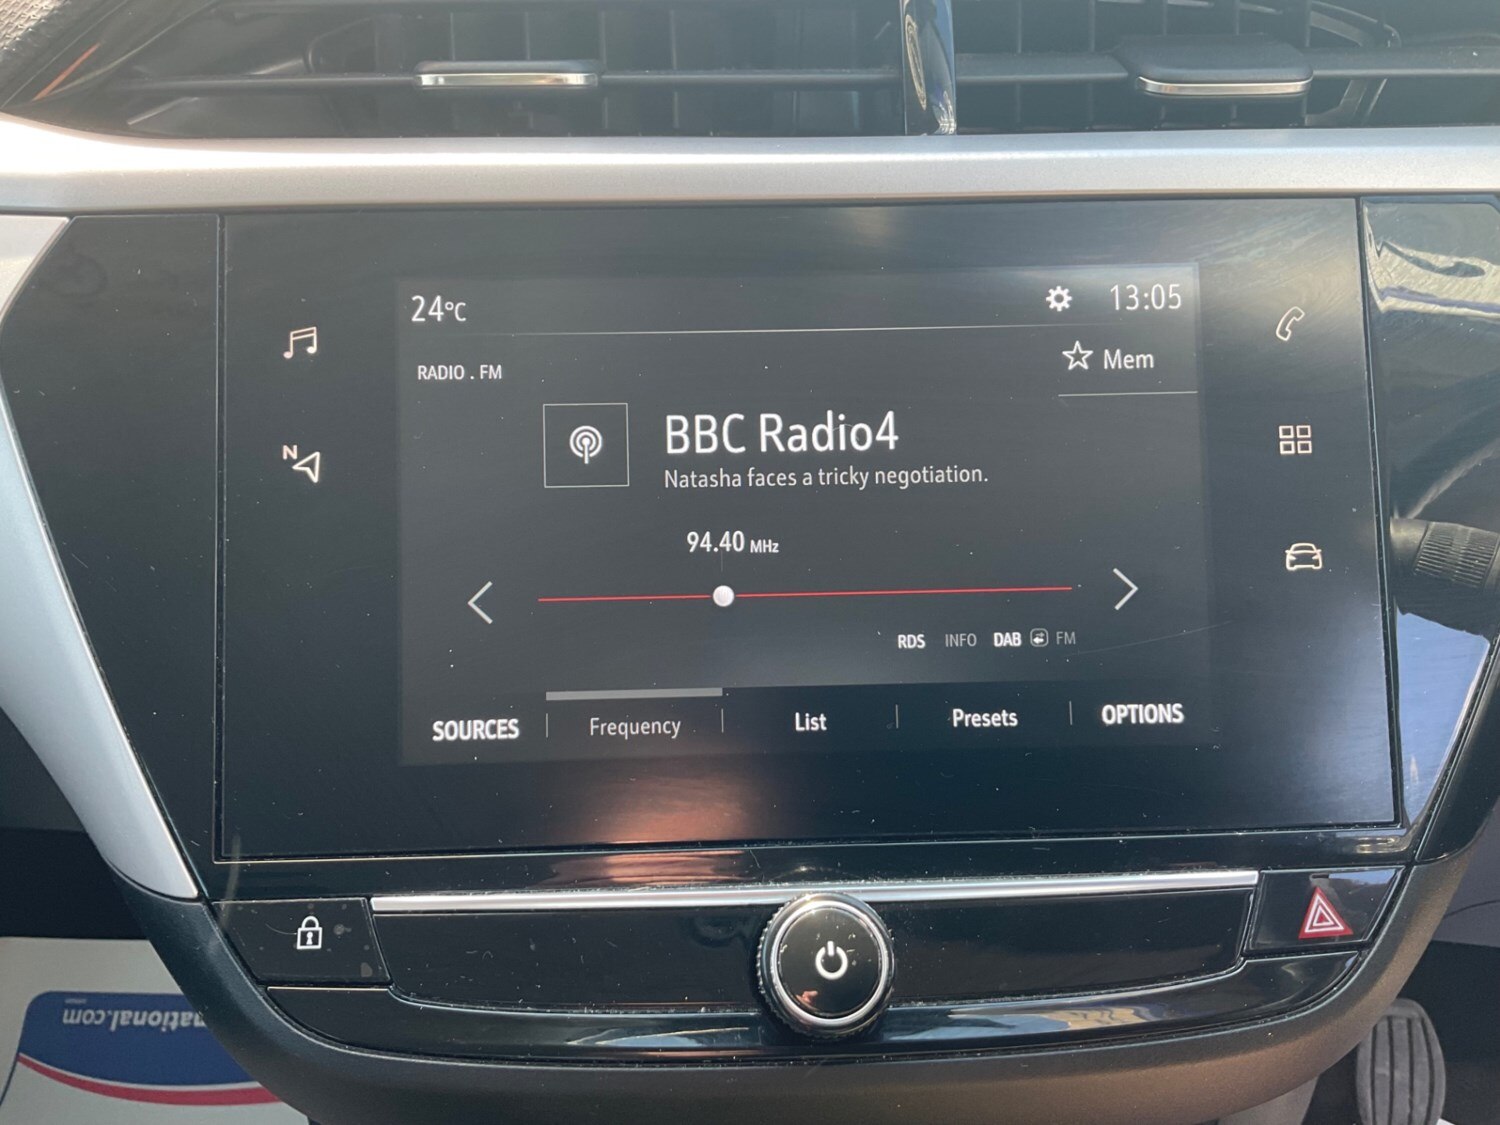 24°C
13:05
RADIO . FM
Mem
BBC Radio4
Natasha faces a tricky negotiation.
N
94.40 MHz
RDS INFO DAB FM
SOURCES
Frequency
List
Presets
OPTIONS
national.com